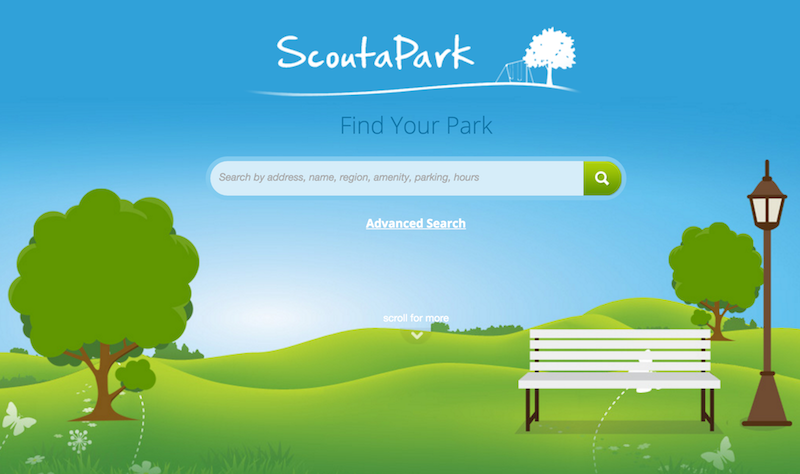 ScoutaPark
Find Your Park
Search by address, name, region, amenity, parking, hours
Advanced Search
scroll for more